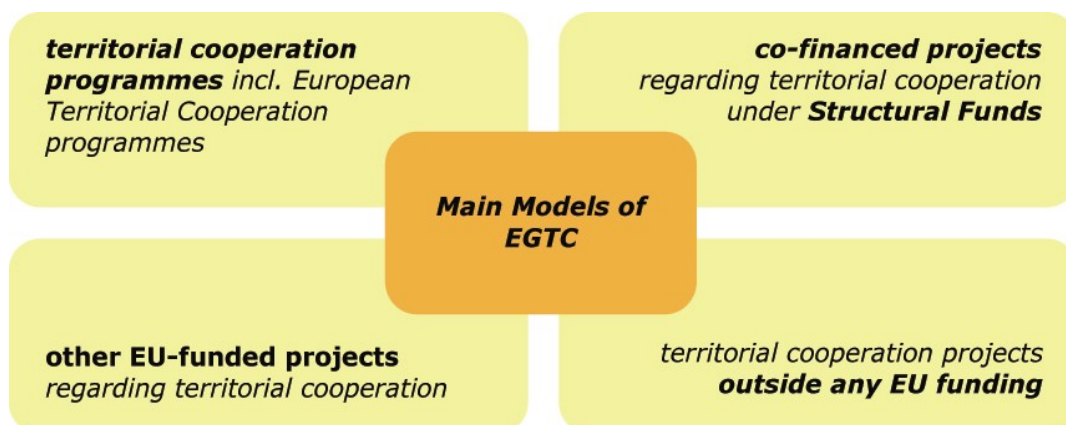 territorial cooperation
programmes incl. European
Territorial Cooperation
programmes
co-financed projects
regarding territorial cooperation
under Structural Funds
Main Models of
EGTC
other EU-funded projects
regarding territorial cooperation
territorial cooperation projects
outside any EU funding